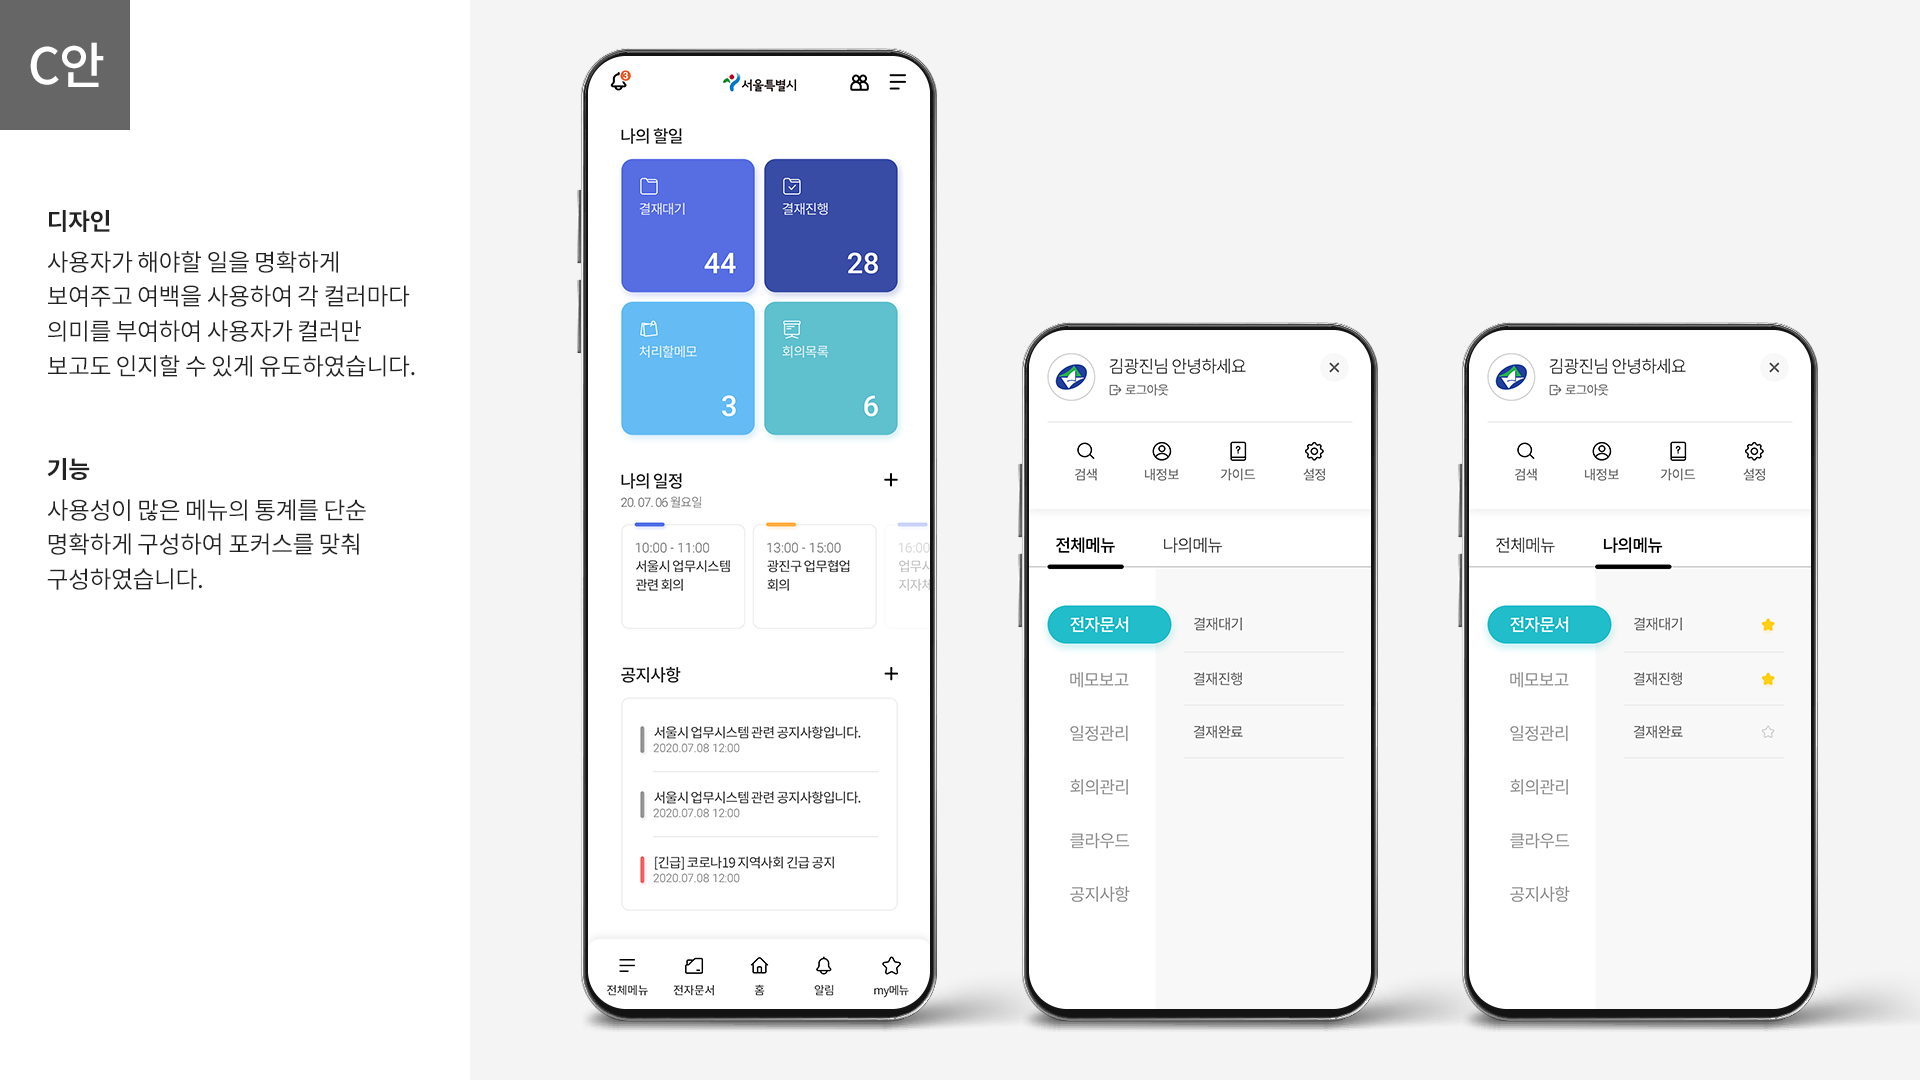 C안
디자인
사용자가 해야할 일을 명확하게
보여주고 여백을 사용하여 각 컬러마다
의미를 부여하여 사용자가 컬러만
보고도 인지할 수 있게 유도하였습니다.
기능
사용성이 많은 메뉴의 통계를 단순
명확하게 구성하여 포커스를 맞춰
구성하였습니다.
3
서울특별시
나의 할일
결재대기
44
결재진행
28
처리할메모
3
회의목록
6
나의 일정
20. 07. 06 월요일
10:00 - 11:00
서울시 업무시스템
관련 회의
13:00 - 15:00
광진구 업무협업
회의
16:00
업무시
지자체
공지사항
서울시 업무시스템 관련 공지사항입니다.
2020.07.08 12:00
서울시 업무시스템 관련 공지사항입니다.
2020.07.08 12:00
[긴급] 코로나19 지역사회 긴급 공지
2020.07.08 12:00
전체메뉴
전자문서
홈
알림
my메뉴
김광진님 안녕하세요
로그아웃
검색
내정보
가이드
설정
전체메뉴
나의메뉴
전자문서
메모보고
일정관리
회의관리
클라우드
공지사항
결재대기
결재진행
결재완료
김광진님 안녕하세요
로그아웃
검색
내정보
가이드
설정
전체메뉴
나의메뉴
전자문서
메모보고
일정관리
회의관리
클라우드
공지사항
결재대기
결재진행
결재완료